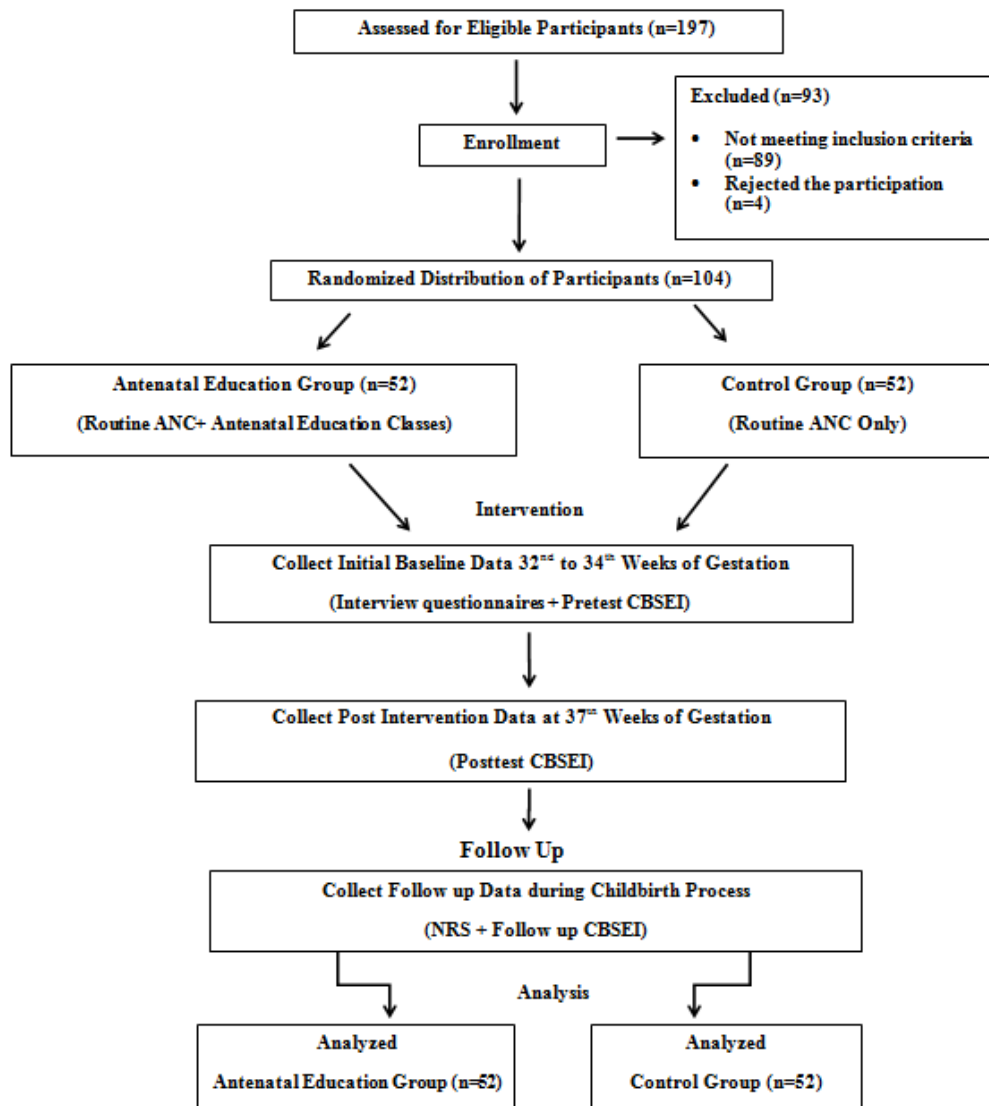 Assessed for Eligible Participants (n=197)
Excluded (n=93)
• Not meeting inclusion criteria
(n=89)
• Rejected the participation
(n=4)
Enrollment
Randomized Distribution of Participants (n=104)
Antenatal Education Group (n=52)
(Routine ANC+ Antenatal Education Classes)
Control Group (n=52)
(Routine ANC Only)
Intervention
Collect Initial Baseline Data 32nd to 34th Weeks of Gestation
(Interview questionnaires + Pretest CBSEI)
Collect Post Intervention Data at 37th Weeks of Gestation
(Posttest CBSEI)
Follow Up
Collect Follow up Data during Childbirth Process
(NRS + Follow up CBSEI)
Analysis
Analyzed
Antenatal Education Group (n=52)
Analyzed
Control Group (n=52)